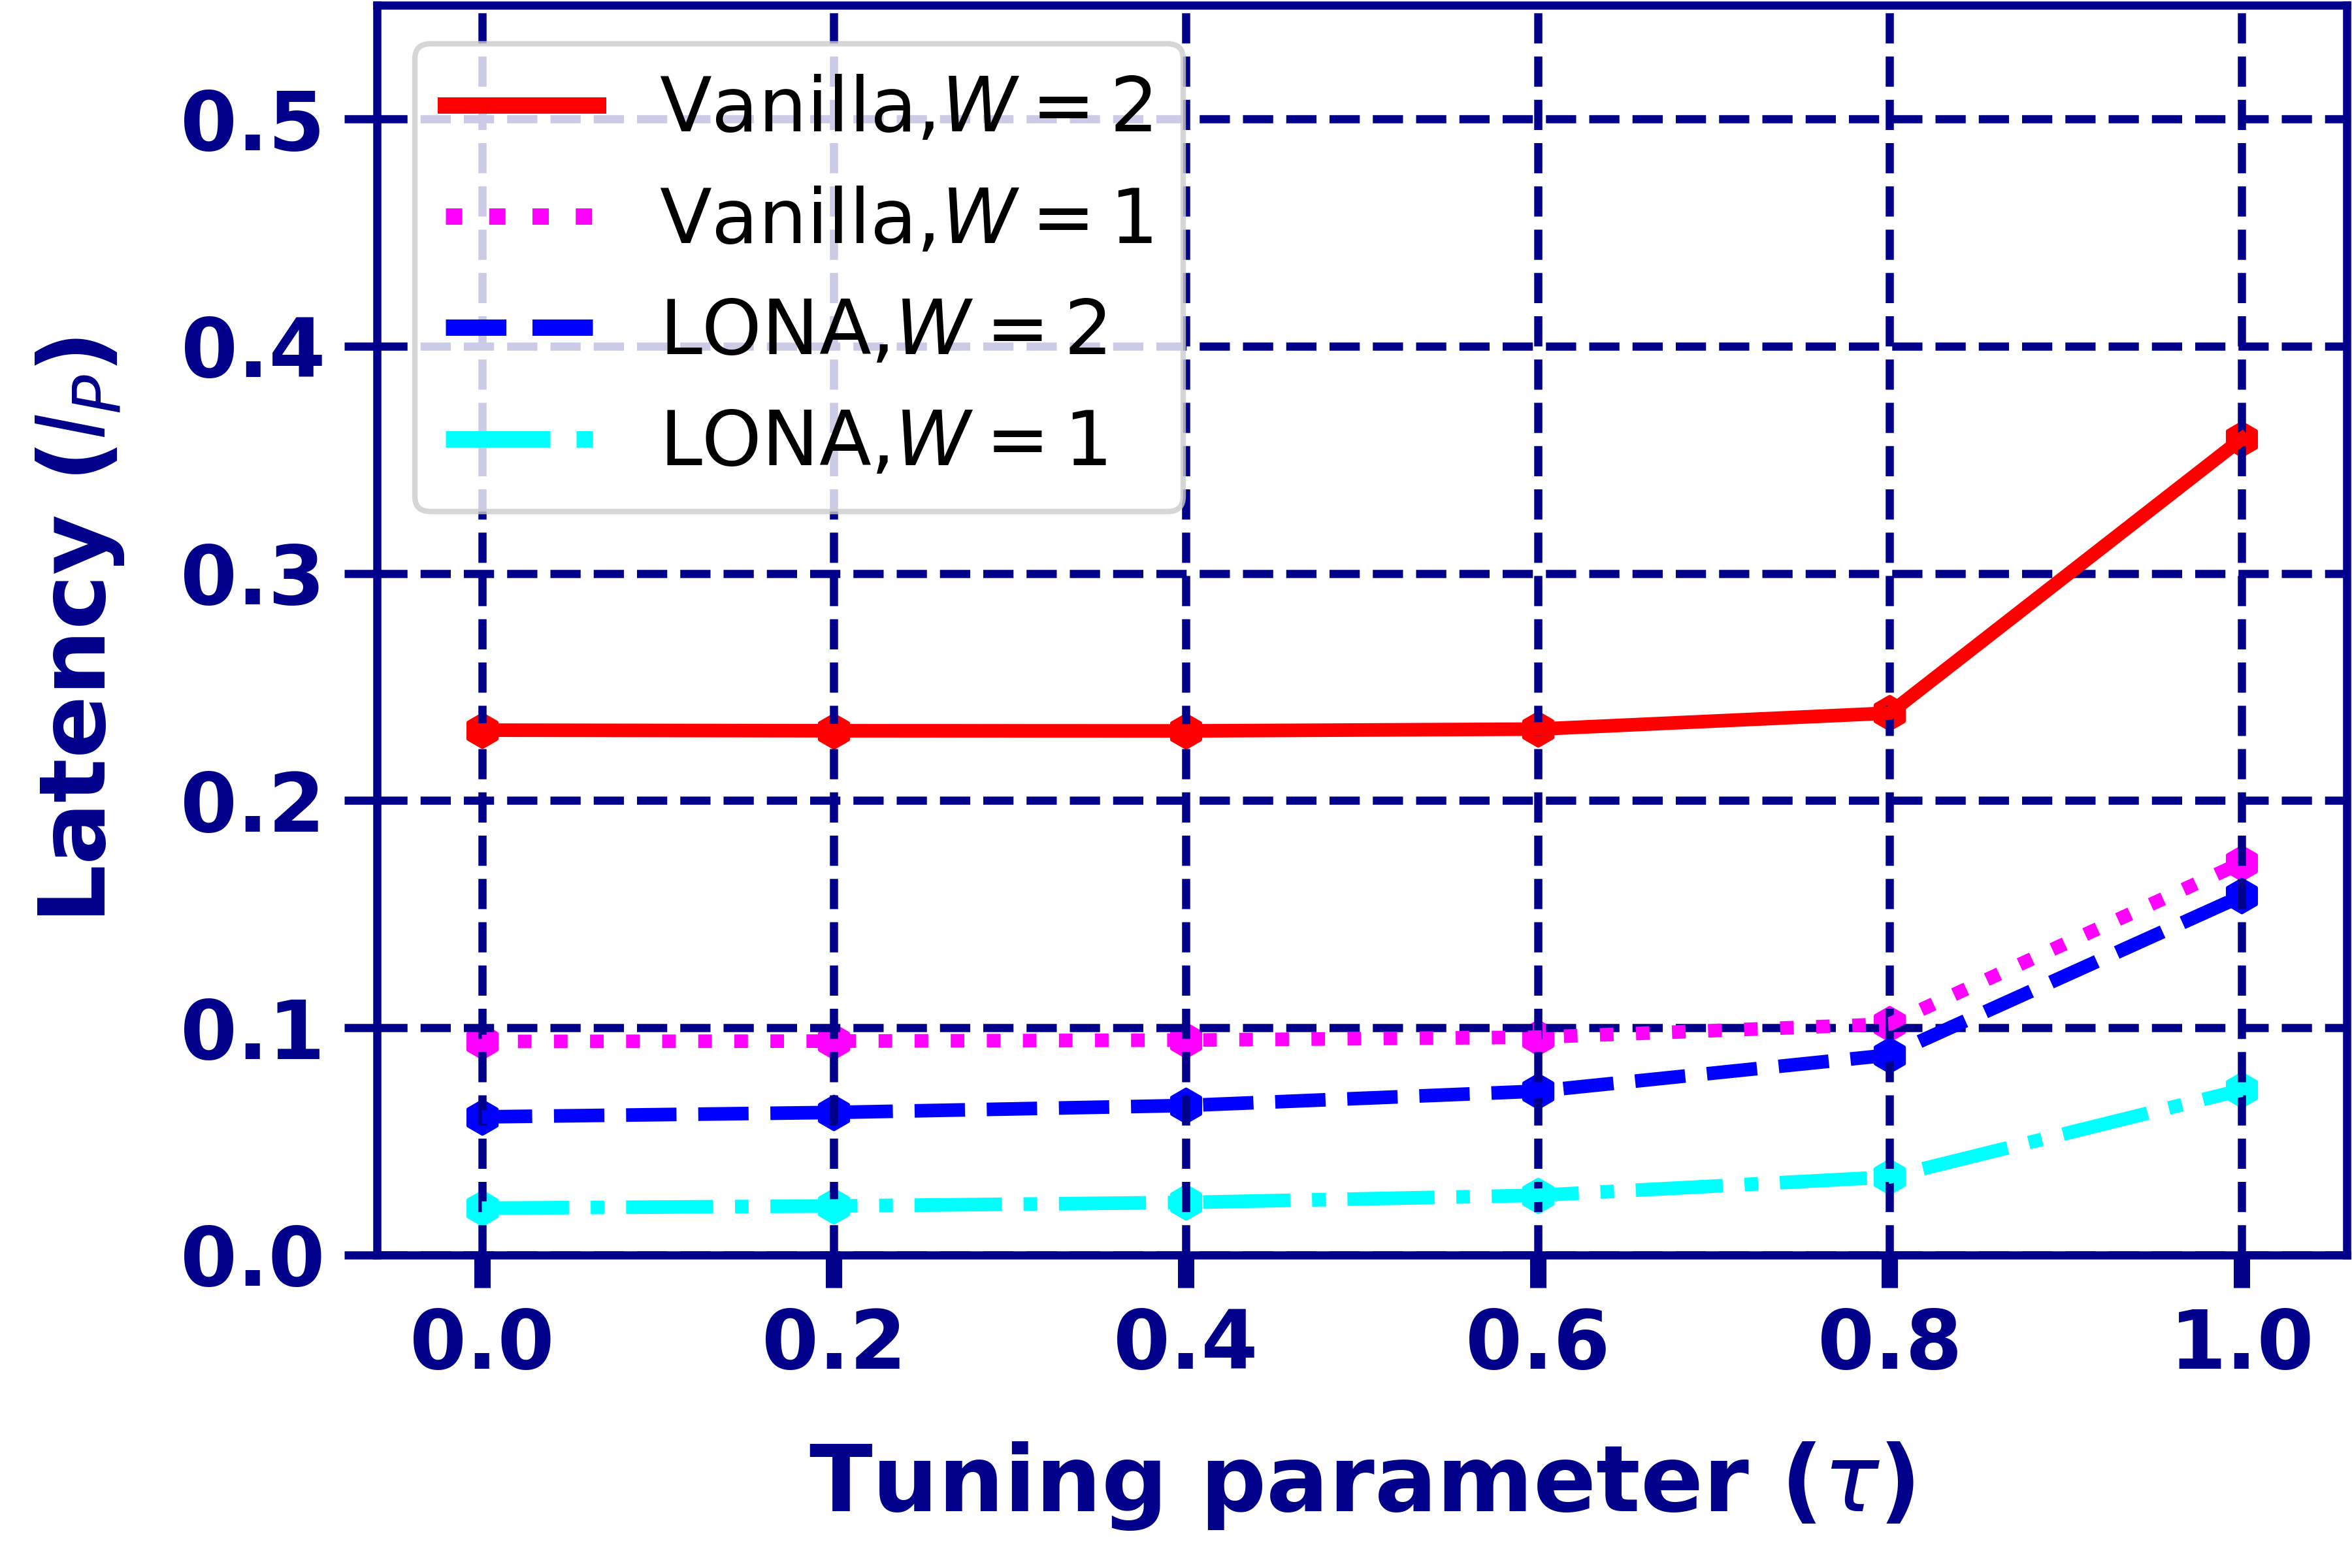 Vanilla,W = 2
Vanilla,W = 1
LONA,W = 2
LONA,W = 1
Latency (l_P)
0.5
0.4
0.3
0.2
0.1
0.0
0.0 0.2 0.4 0.6 0.8 1.0
Tuning parameter (τ)